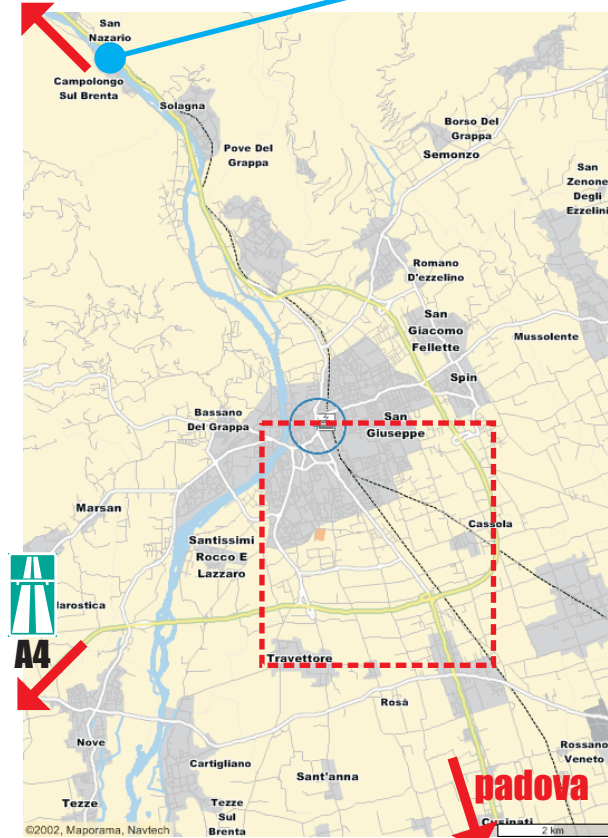 San
Nazario
Campolongo
Sul Brenta
Solagna
Borso Del
Grappa
Pove Del
Grappa
Semonzo
San
Zenone
Degli
Ezzelini
Romano
D'ezzelino
San
Giacomo
Fellette
Mussolente
Spin
Bassano
Del Grappa
San
Giuseppe
Marsan
Cassola
Santissimi
Rocco E
Lazzaro
arostica
A4
Travettore
Rosà
Nove
Rossano
Veneto
Cartigliano
Sant'anna
padova
Tezze
Tezze
Sul
Brenta
Cusinati
©2002, Maporama, Navtech
2 km